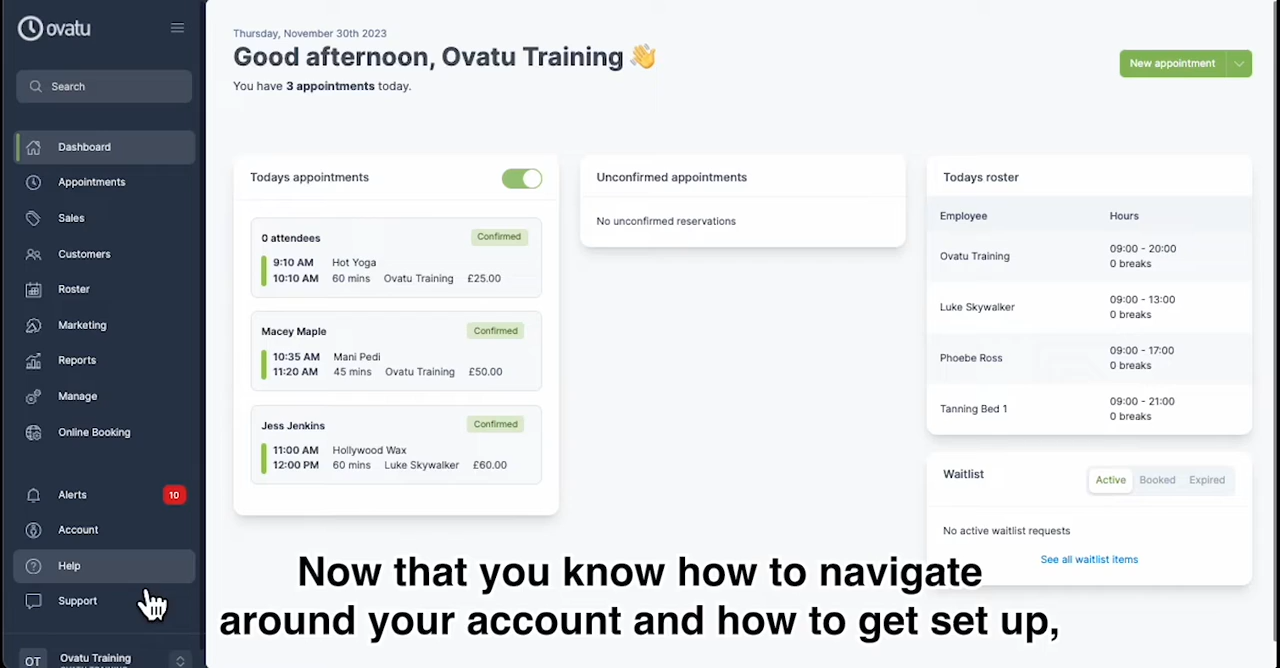 ovatu
Search
Dashboard
Appointments
Sales
Customers
Roster
Marketing
Reports
Manage
Online Booking
Alerts 10
Account
Help
Support
OT Ovatu Training
Thursday, November 30th 2023
Good afternoon, Ovatu Training 👋
You have 3 appointments today.
New appointment
Todays appointments
0 attendees Confirmed
9:10 AM Hot Yoga
10:10 AM 60 mins Ovatu Training £25.00
Macey Maple Confirmed
10:35 AM Mani Pedi
11:20 AM 45 mins Ovatu Training £50.00
Jess Jenkins Confirmed
11:00 AM Hollywood Wax
12:00 PM 60 mins Luke Skywalker £60.00
Unconfirmed appointments
No unconfirmed reservations
Todays roster
Employee Hours
Ovatu Training 09:00 - 20:00
0 breaks
Luke Skywalker 09:00 - 13:00
0 breaks
Phoebe Ross 09:00 - 17:00
0 breaks
Tanning Bed 1 09:00 - 21:00
0 breaks
Waitlist Active Booked Expired
No active waitlist requests
See all waitlist items
Now that you know how to navigate
around your account and how to get set up,